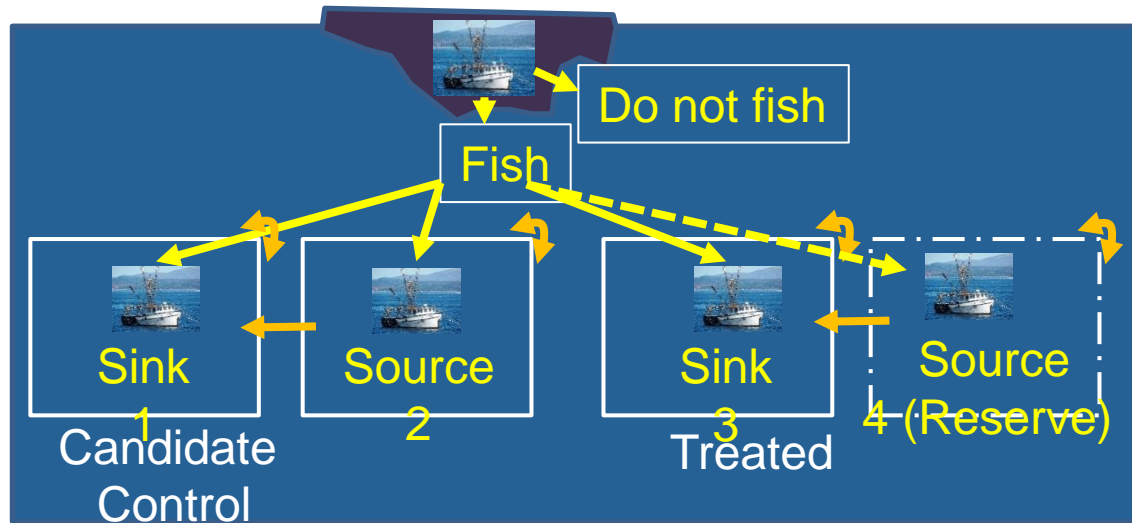 Do not fish
Fish
Sink
1
Source
2
Sink
3
Source
4 (Reserve)
Candidate
Control
Treated